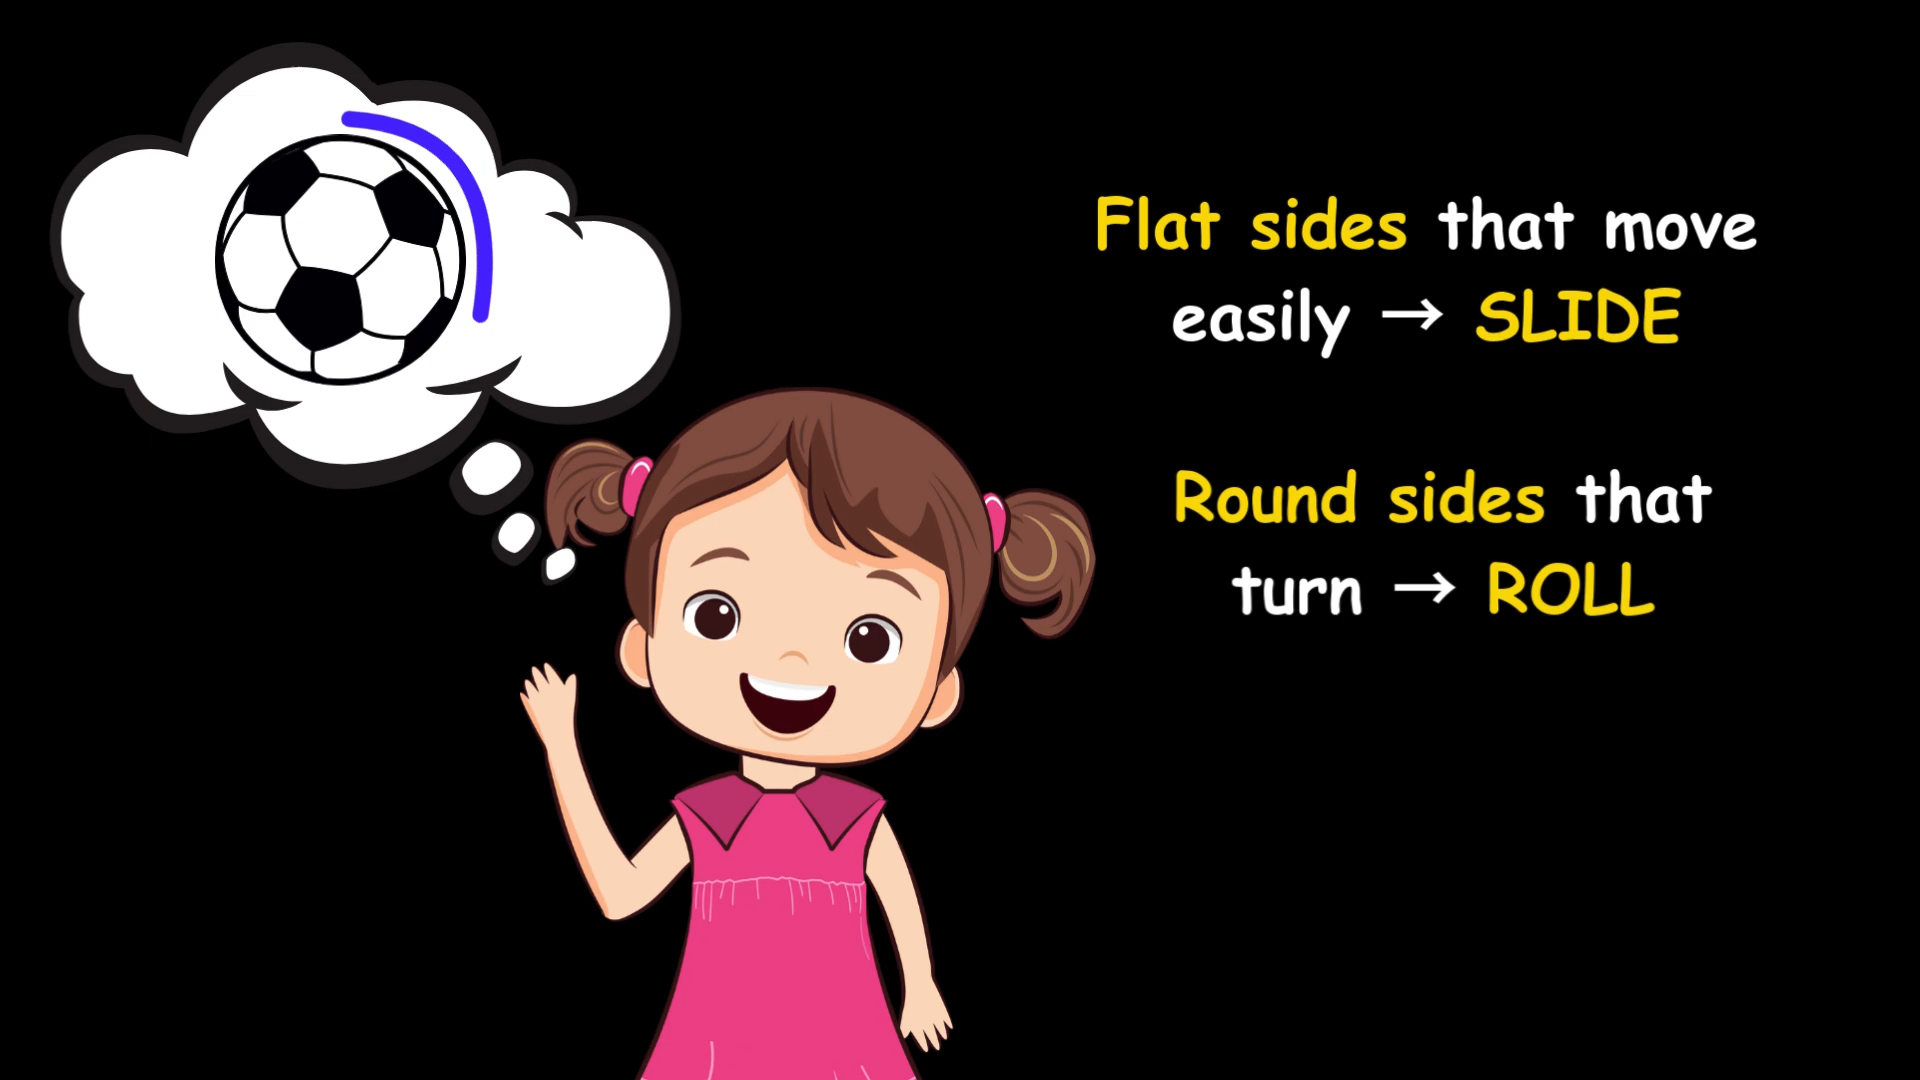 Flat sides that move
easily → SLIDE
Round sides that
turn → ROLL